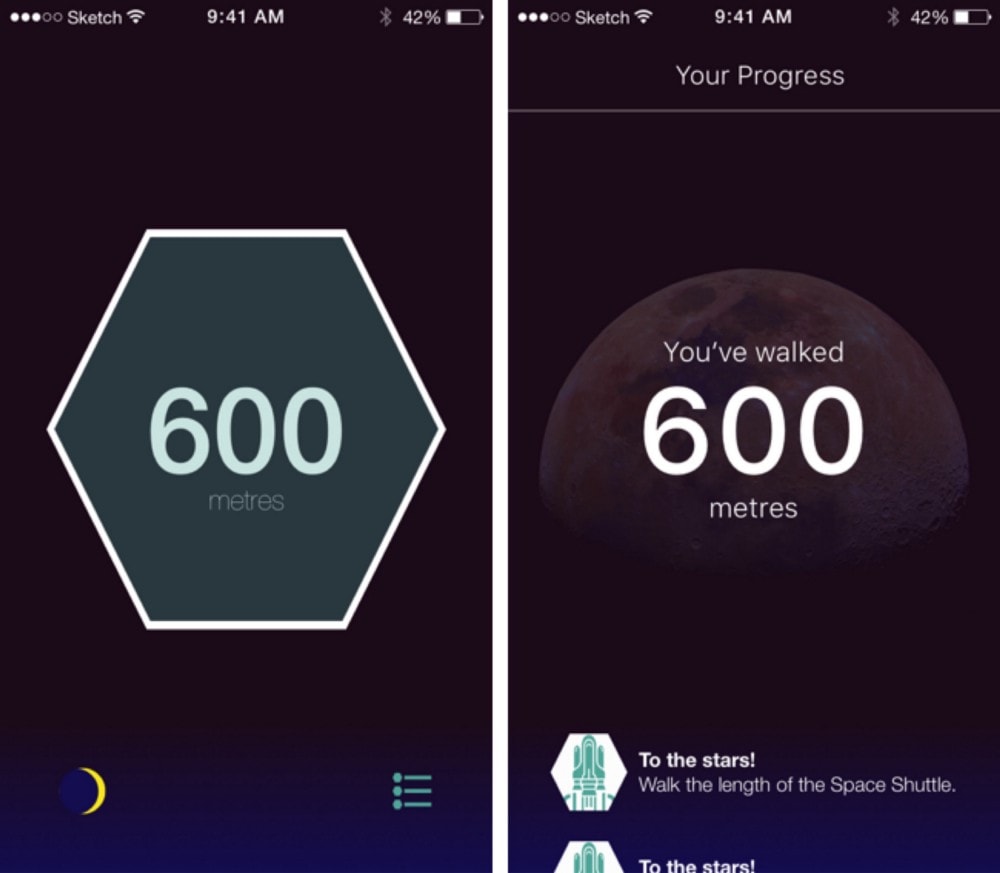 Sketch 9:41 AM 42%
600
metres
Sketch 9:41 AM 42%
Your Progress
You've walked
600
metres
To the stars!
Walk the length of the Space Shuttle.
To the stars!